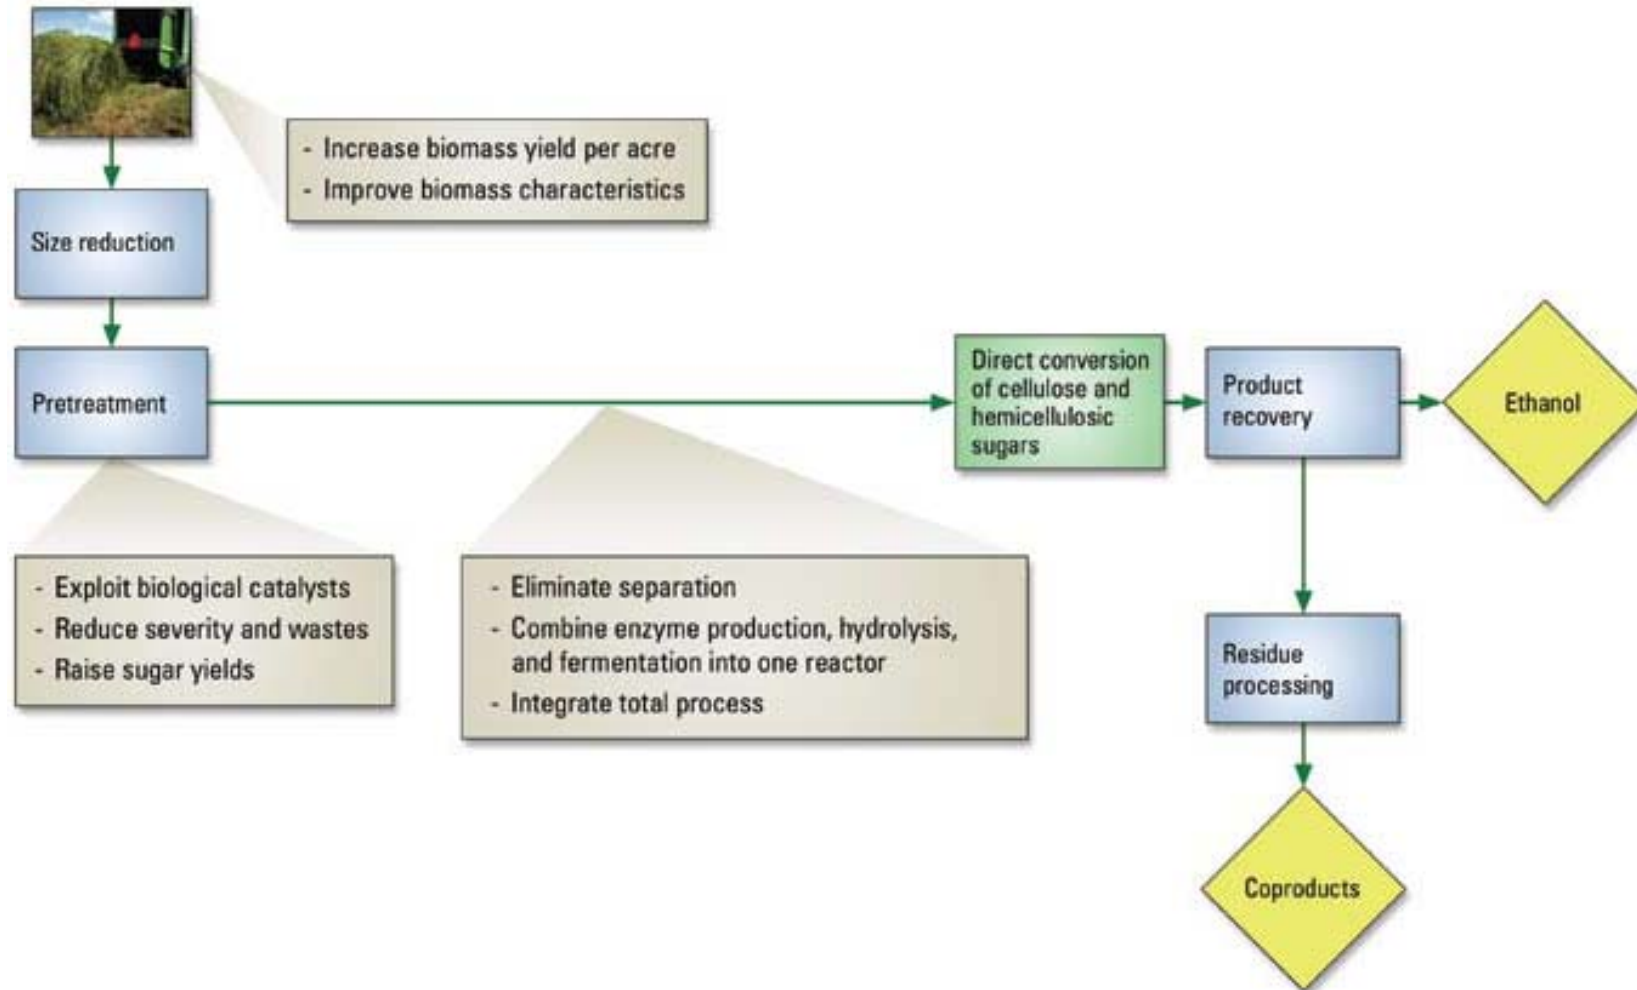 - Increase biomass yield per acre
- Improve biomass characteristics
Size reduction
Pretreatment
Direct conversion
of cellulose and
hemicellulosic
sugars
Product
recovery
Ethanol
- Exploit biological catalysts
- Reduce severity and wastes
- Raise sugar yields
- Eliminate separation
- Combine enzyme production, hydrolysis,
and fermentation into one reactor
- Integrate total process
Residue
processing
Coproducts